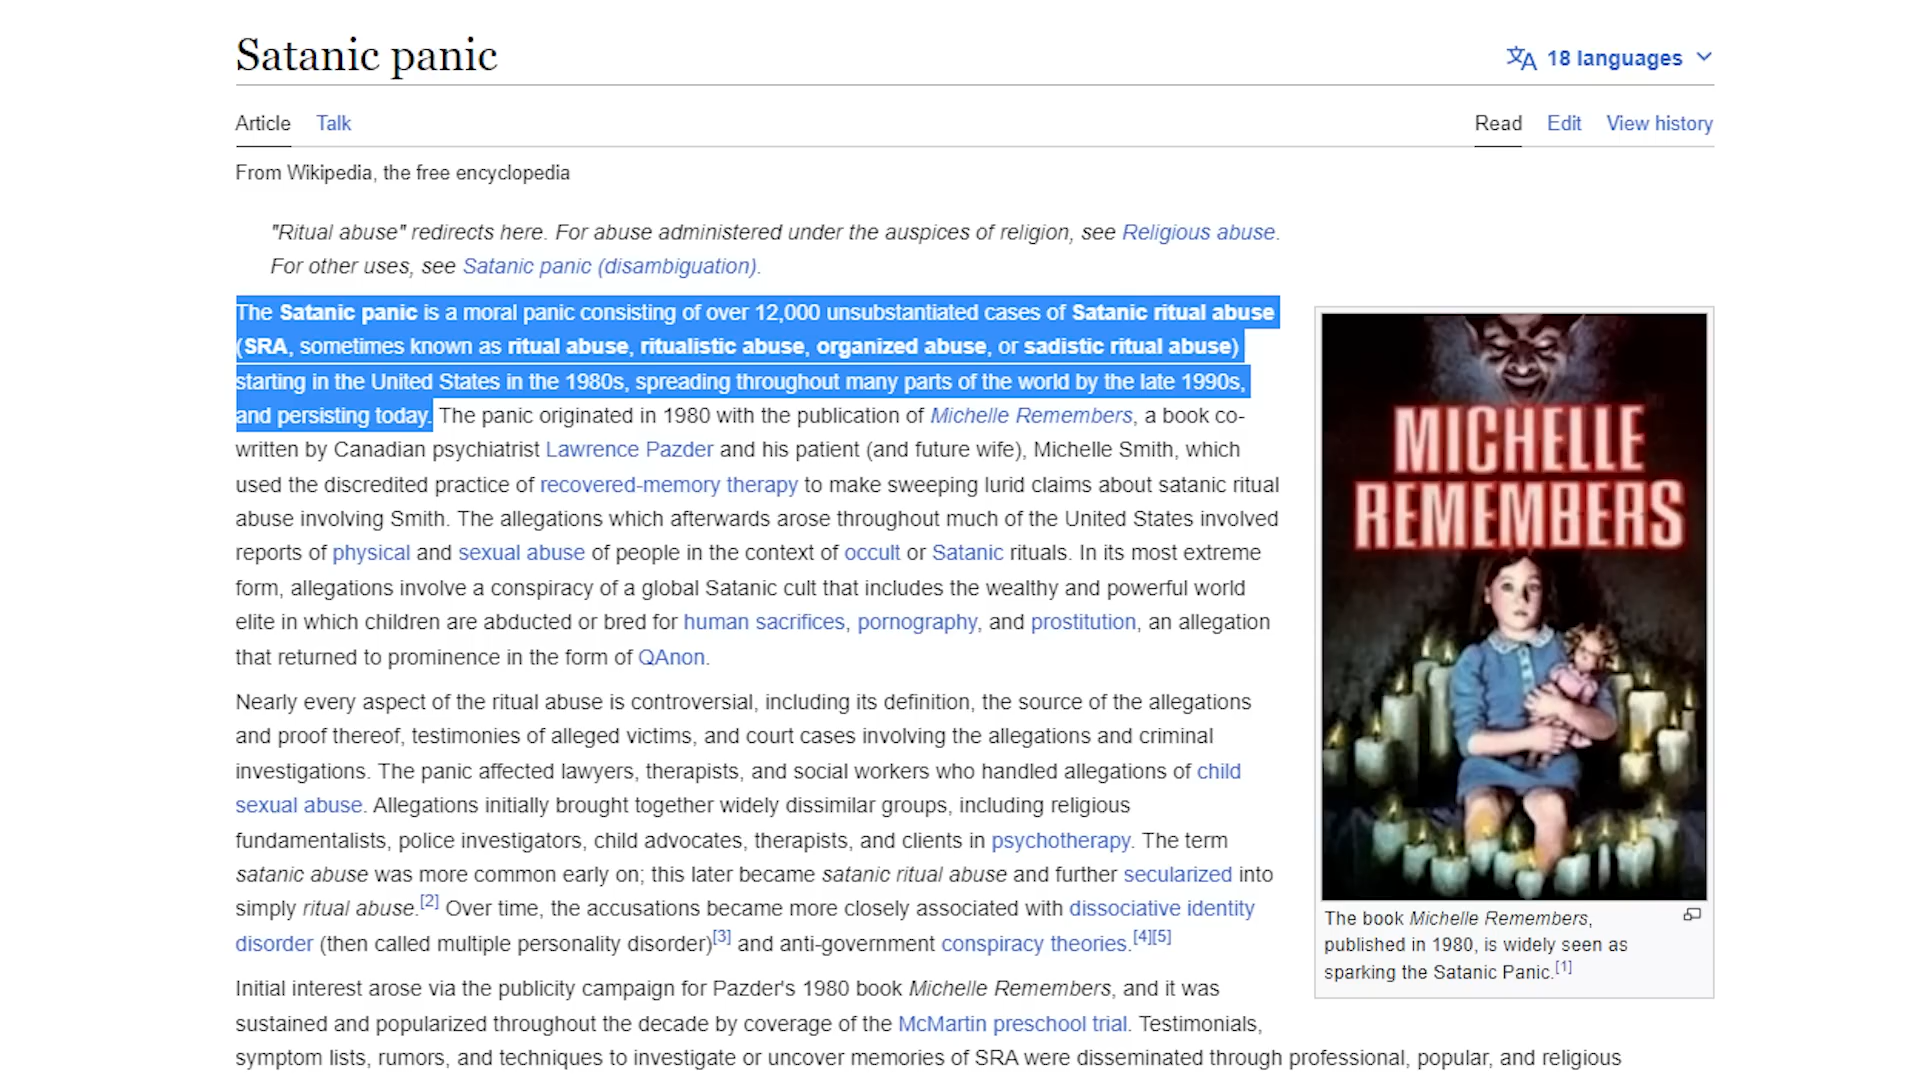 Satanic panic
18 languages
Article Talk
Read Edit View history
From Wikipedia, the free encyclopedia
"Ritual abuse" redirects here. For abuse administered under the auspices of religion, see Religious abuse.
For other uses, see Satanic panic (disambiguation).
The Satanic panic is a moral panic consisting of over 12,000 unsubstantiated cases of Satanic ritual abuse
(SRA, sometimes known as ritual abuse, ritualistic abuse, organized abuse, or sadistic ritual abuse)
starting in the United States in the 1980s, spreading throughout many parts of the world by the late 1990s,
and persisting today. The panic originated in 1980 with the publication of Michelle Remembers, a book co-
written by Canadian psychiatrist Lawrence Pazder and his patient (and future wife), Michelle Smith, which
used the discredited practice of recovered-memory therapy to make sweeping lurid claims about satanic ritual
abuse involving Smith. The allegations which afterwards arose throughout much of the United States involved
reports of physical and sexual abuse of people in the context of occult or Satanic rituals. In its most extreme
form, allegations involve a conspiracy of a global Satanic cult that includes the wealthy and powerful world
elite in which children are abducted or bred for human sacrifices, pornography, and prostitution, an allegation
that returned to prominence in the form of QAnon.
Nearly every aspect of the ritual abuse is controversial, including its definition, the source of the allegations
and proof thereof, testimonies of alleged victims, and court cases involving the allegations and criminal
investigations. The panic affected lawyers, therapists, and social workers who handled allegations of child
sexual abuse. Allegations initially brought together widely dissimilar groups, including religious
fundamentalists, police investigators, child advocates, therapists, and clients in psychotherapy. The term
satanic abuse was more common early on; this later became satanic ritual abuse and further secularized into
simply ritual abuse.[2] Over time, the accusations became more closely associated with dissociative identity
disorder (then called multiple personality disorder)[3] and anti-government conspiracy theories.[4][5]
Initial interest arose via the publicity campaign for Pazder's 1980 book Michelle Remembers, and it was
sustained and popularized throughout the decade by coverage of the McMartin preschool trial. Testimonials,
symptom lists, rumors, and techniques to investigate or uncover memories of SRA were disseminated through professional, popular, and religious
MICHELLE
REMEMBERS
The book Michelle Remembers,
published in 1980, is widely seen as
sparking the Satanic Panic.[1]